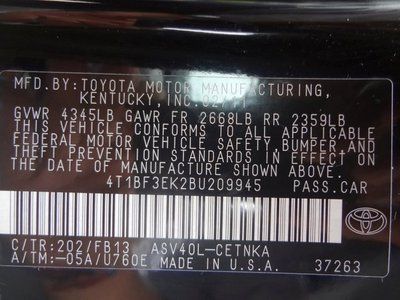 MFD.BY:TOYOTA MOTOR MANUFACTURING,
KENTUCKY,INC.02/11
GVWR 4345LB GAWR FR 2668LB RR 2359LB
THIS VEHICLE CONFORMS TO ALL APPLICABLE
FEDERAL MOTOR VEHICLE SAFETY,BUMPER,AND
THEFT PREVENTION STANDARDS IN EFFECT ON
THE DATE OF MANUFACTURE SHOWN ABOVE.
4T1BF3EK2BU209945 PASS.CAR
C/TR:202/FB13 ASV40L-CETNKA
A/TM:-05A/U760E MADE IN U.S.A. 37263